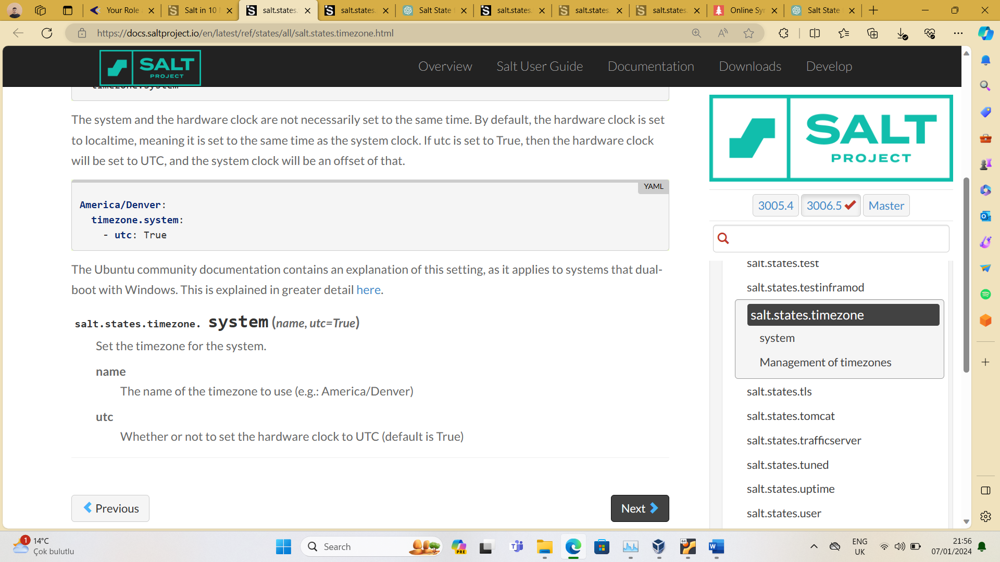 Your Role
Salt in 10
salt.states.
salt.states.
Salt State
salt.states.
salt.states.
salt.states.
Online Syn
Salt State
https://docs.saltproject.io/en/latest/ref/states/all/salt.states.timezone.html
SALT
PROJECT
Overview
Salt User Guide
Documentation
Downloads
Develop
timezone.system
The system and the hardware clock are not necessarily set to the same time. By default, the hardware clock is set
to localtime, meaning it is set to the same time as the system clock. If utc is set to True, then the hardware clock
will be set to UTC, and the system clock will be an offset of that.
YAML
America/Denver:
timezone.system:
- utc: True
The Ubuntu community documentation contains an explanation of this setting, as it applies to systems that dual-
boot with Windows. This is explained in greater detail here.
salt.states.timezone. system(name, utc=True)
Set the timezone for the system.
name
The name of the timezone to use (e.g.: America/Denver)
utc
Whether or not to set the hardware clock to UTC (default is True)
Previous
Next
SALT
PROJECT
3005.4
3006.5
Master
salt.states.test
salt.states.testinframod
salt.states.timezone
system
Management of timezones
salt.states.tls
salt.states.tomcat
salt.states.trafficserver
salt.states.tuned
salt.states.uptime
salt.states.user
1
14°C
Çok bulutlu
Search
PRE
64
ENG
UK
21:56
07/01/2024